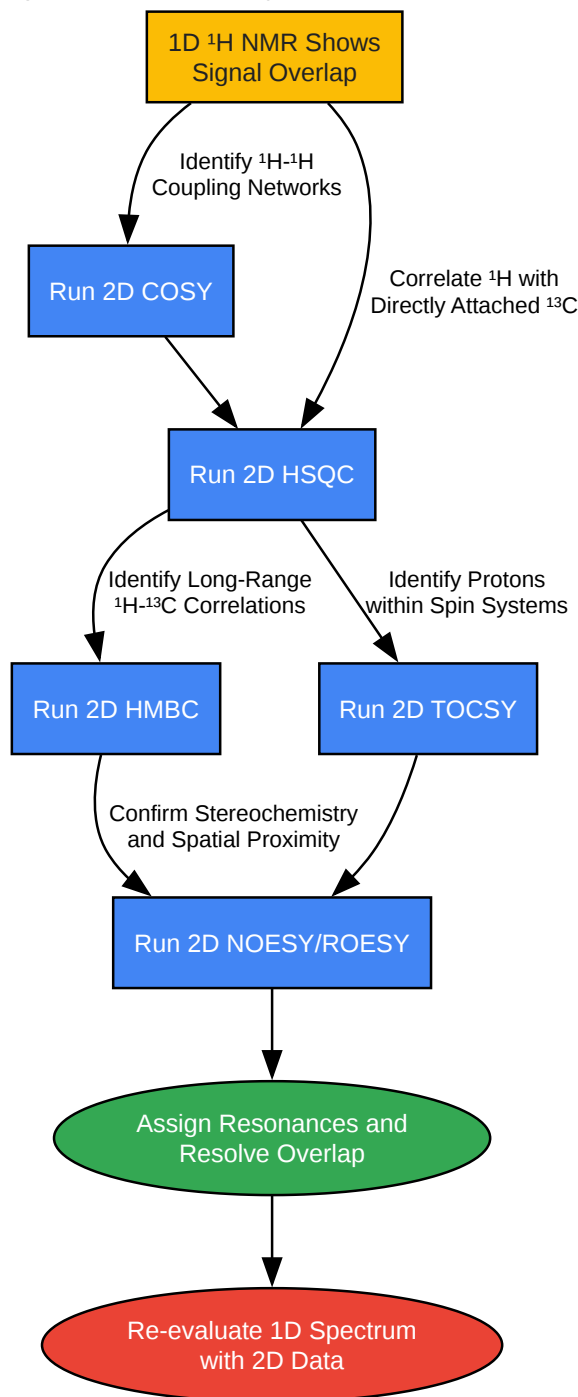 1D ¹H NMR Shows
Signal Overlap
Identify ¹H-¹H
Coupling Networks
Correlate ¹H with
Directly Attached ¹³C
Run 2D COSY
Run 2D HSQC
Identify Long-Range
¹H-¹³C Correlations
Identify Protons
within Spin Systems
Run 2D HMBC
Run 2D TOCSY
Confirm Stereochemistry
and Spatial Proximity
Run 2D NOESY/ROESY
Assign Resonances and
Resolve Overlap
Re-evaluate 1D Spectrum
with 2D Data